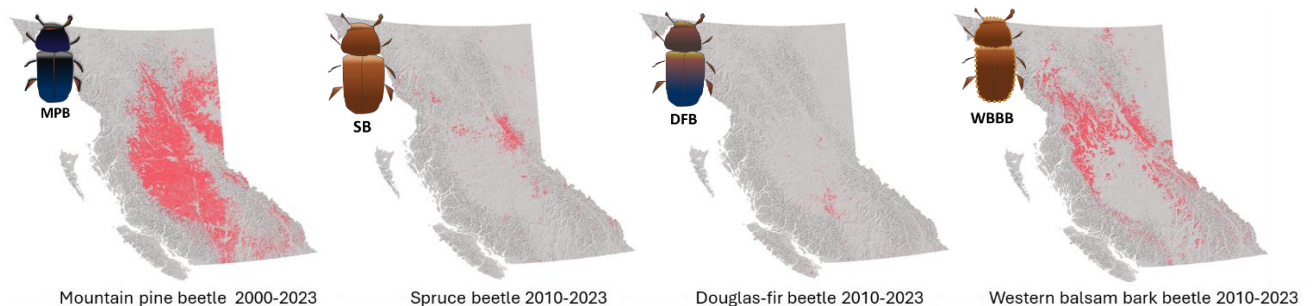 MPB
SB
DFB
WBBB
Mountain pine beetle 2000-2023
Spruce beetle 2010-2023
Douglas-fir beetle 2010-2023
Western balsam bark beetle 2010-2023